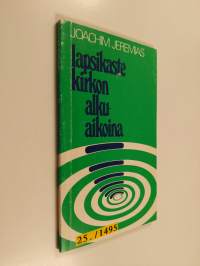 JOACHIM JEREMIAS
lapsikaste
kirkon
alku-
aikoina
25.-/1495